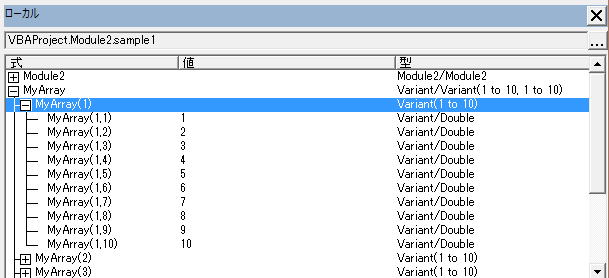 ローカル
VBAProject.Module2.sample1 ...
式 値 型
Module2 Module2/Module2
MyArray Variant/Variant(1 to 10, 1 to 10)
MyArray(1) Variant(1 to 10)
MyArray(1,1) 1 Variant/Double
MyArray(1,2) 2 Variant/Double
MyArray(1,3) 3 Variant/Double
MyArray(1,4) 4 Variant/Double
MyArray(1,5) 5 Variant/Double
MyArray(1,6) 6 Variant/Double
MyArray(1,7) 7 Variant/Double
MyArray(1,8) 8 Variant/Double
MyArray(1,9) 9 Variant/Double
MyArray(1,10) 10 Variant/Double
MyArray(2) Variant(1 to 10)
MyArray(3) Variant(1 to 10)